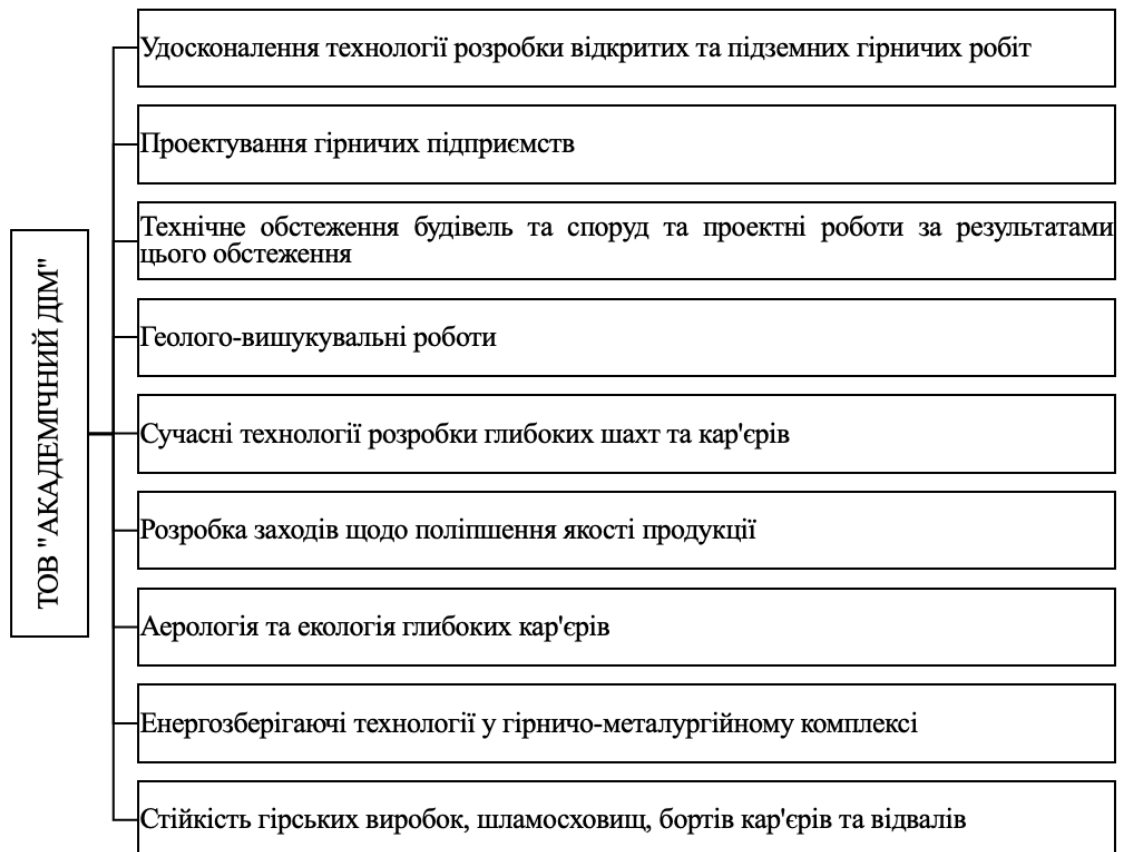 ТОВ "АКАДЕМІЧНИЙ ДІМ"
Удосконалення технології розробки відкритих та підземних гірничих робіт
Проектування гірничих підприємств
Технічне обстеження будівель та споруд та проектні роботи за результатами
цього обстеження
Геолого-вишукувальні роботи
Сучасні технології розробки глибоких шахт та кар'єрів
Розробка заходів щодо поліпшення якості продукції
Аерологія та екологія глибоких кар'єрів
Енергозберігаючі технології у гірничо-металургійному комплексі
Стійкість гірських виробок, шламосховищ, бортів кар'єрів та відвалів